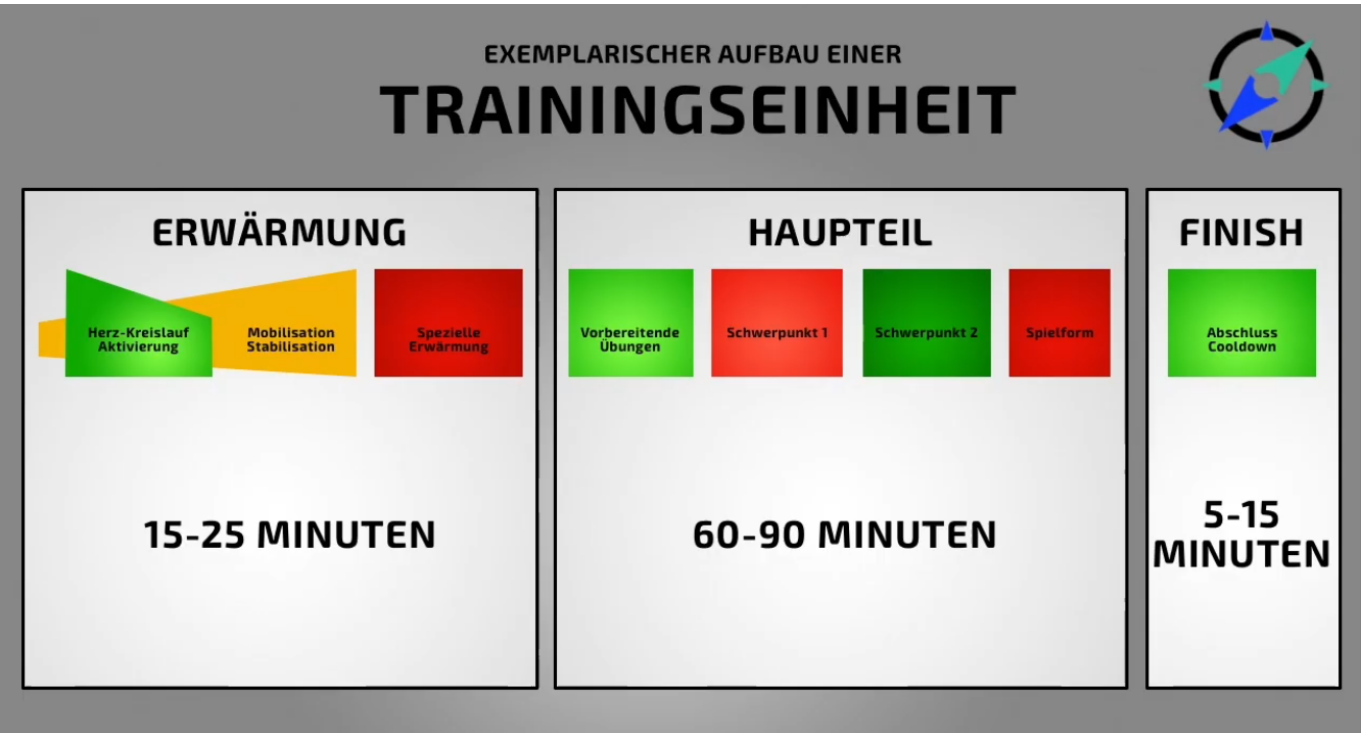 EXEMPLARISCHER AUFBAU EINER
TRAININGSEINHEIT
ERWÄRMUNG
Herz-Kreislauf
Aktivierung
Mobilisation
Stabilisation
Spezielle
Erwärmung
15-25 MINUTEN
HAUPTEIL
Vorbereitende
Übungen
Schwerpunkt 1
Schwerpunkt 2
Spielform
60-90 MINUTEN
FINISH
Abschluss
Cooldown
5-15
MINUTEN